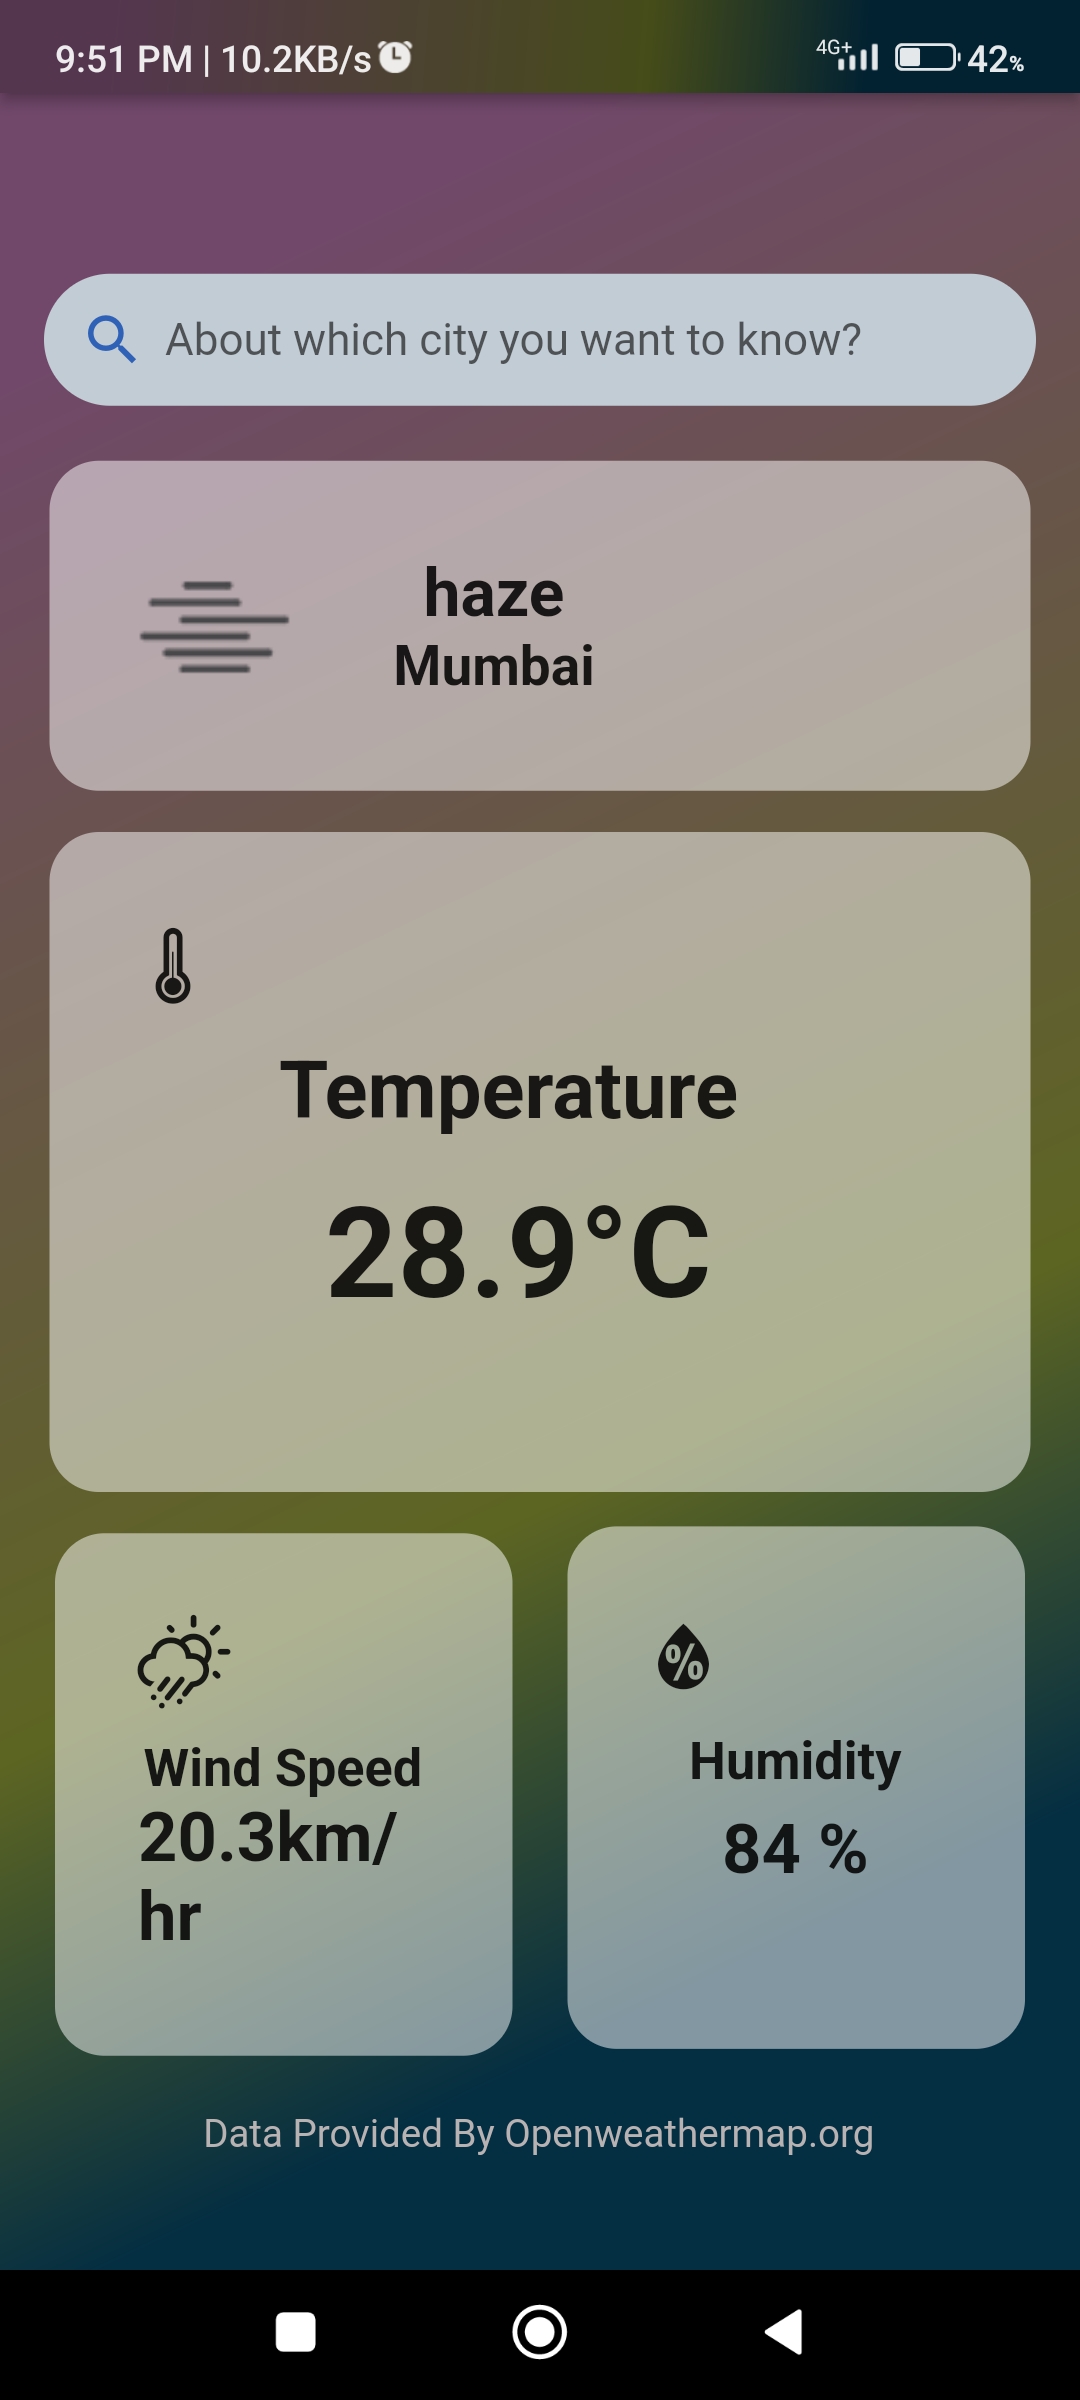 9:51 PM | 10.2KB/s 4G+ 42%
About which city you want to know?
haze
Mumbai
Temperature
28.9°C
Wind Speed
20.3km/
hr
%
Humidity
84 %
Data Provided By Openweathermap.org